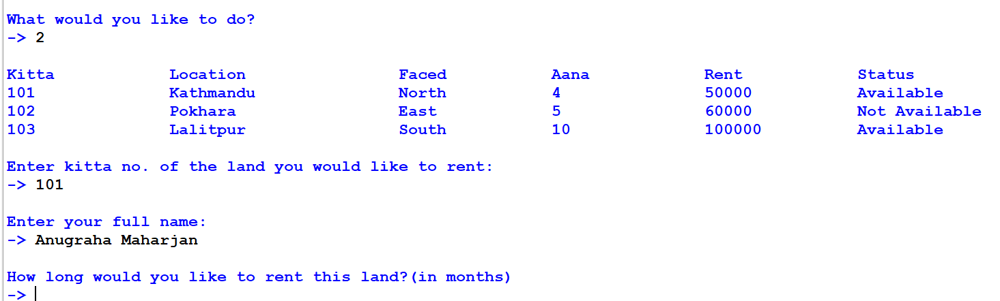 What would you like to do?
-> 2
Kitta Location Faced Aana Rent Status
101 Kathmandu North 4 50000 Available
102 Pokhara East 5 60000 Not Available
103 Lalitpur South 10 100000 Available
Enter kitta no. of the land you would like to rent:
-> 101
Enter your full name:
-> Anugraha Maharjan
How long would you like to rent this land?(in months)
->